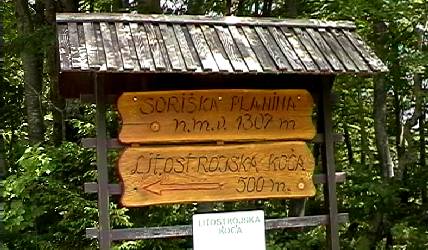 SORIŠKA PLANINA
n.m.v. 1307 m
LITOSTROJSKA KOČA
500 m.
LITOSTROJSKA
KOČA